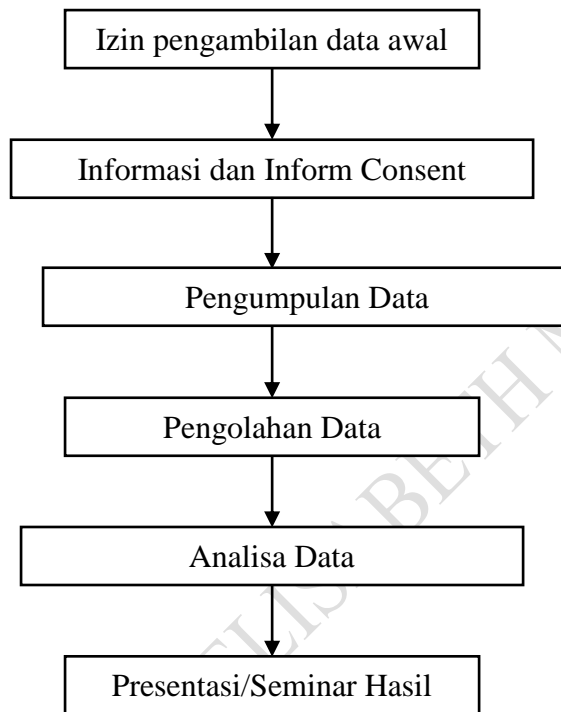 Izin pengambilan data awal
Informasi dan Inform Consent
Pengumpulan Data
Pengolahan Data
Analisa Data
Presentasi/Seminar Hasil